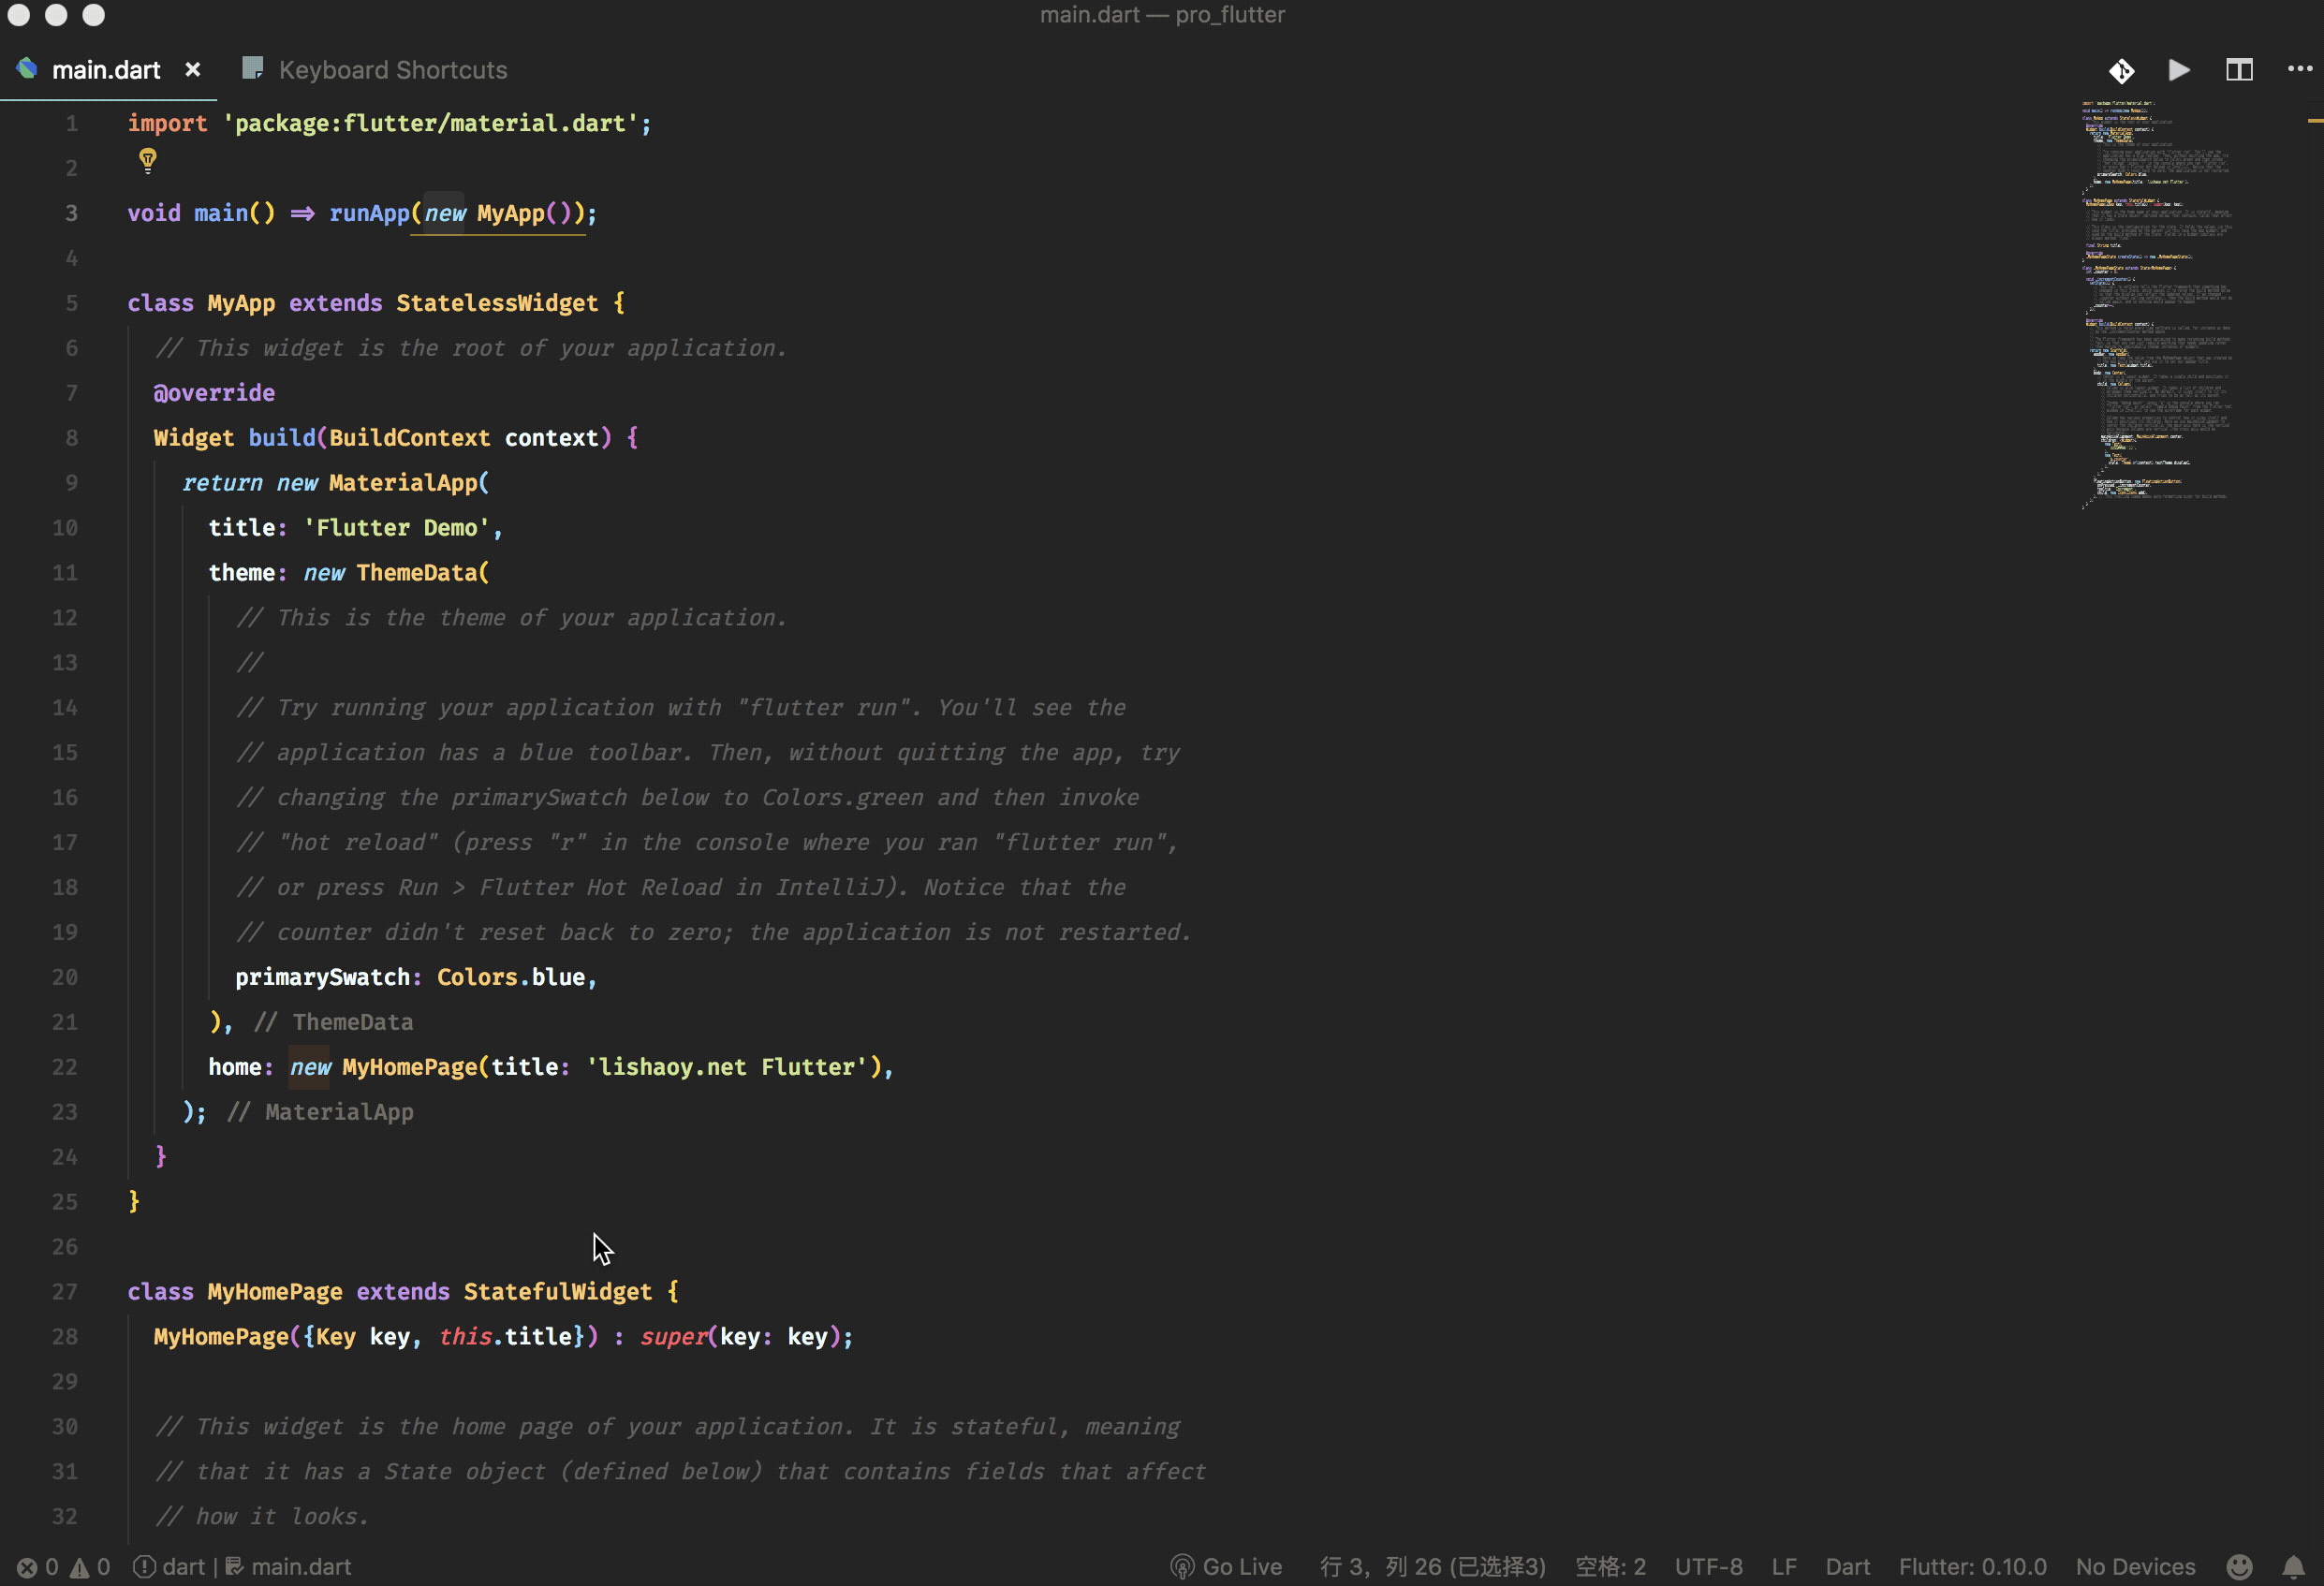 main.dart — pro_flutter
main.dart × Keyboard Shortcuts
1 import 'package:flutter/material.dart';
2
3 void main() => runApp(new MyApp());
4
5 class MyApp extends StatelessWidget {
6 // This widget is the root of your application.
7 @override
8 Widget build(BuildContext context) {
9 return new MaterialApp(
10 title: 'Flutter Demo',
11 theme: new ThemeData(
12 // This is the theme of your application.
13 //
14 // Try running your application with "flutter run". You'll see the
15 // application has a blue toolbar. Then, without quitting the app, try
16 // changing the primarySwatch below to Colors.green and then invoke
17 // "hot reload" (press "r" in the console where you ran "flutter run",
18 // or press Run > Flutter Hot Reload in IntelliJ). Notice that the
19 // counter didn't reset back to zero; the application is not restarted.
20 primarySwatch: Colors.blue,
21 ), // ThemeData
22 home: new MyHomePage(title: 'lishaoy.net Flutter'),
23 ); // MaterialApp
24 }
25 }
26
27 class MyHomePage extends StatefulWidget {
28 MyHomePage({Key key, this.title}) : super(key: key);
29
30 // This widget is the home page of your application. It is stateful, meaning
31 // that it has a State object (defined below) that contains fields that affect
32 // how it looks.
0 0 dart | main.dart Go Live 行 3，列 26 (已选择3) 空格: 2 UTF-8 LF Dart Flutter: 0.10.0 No Devices